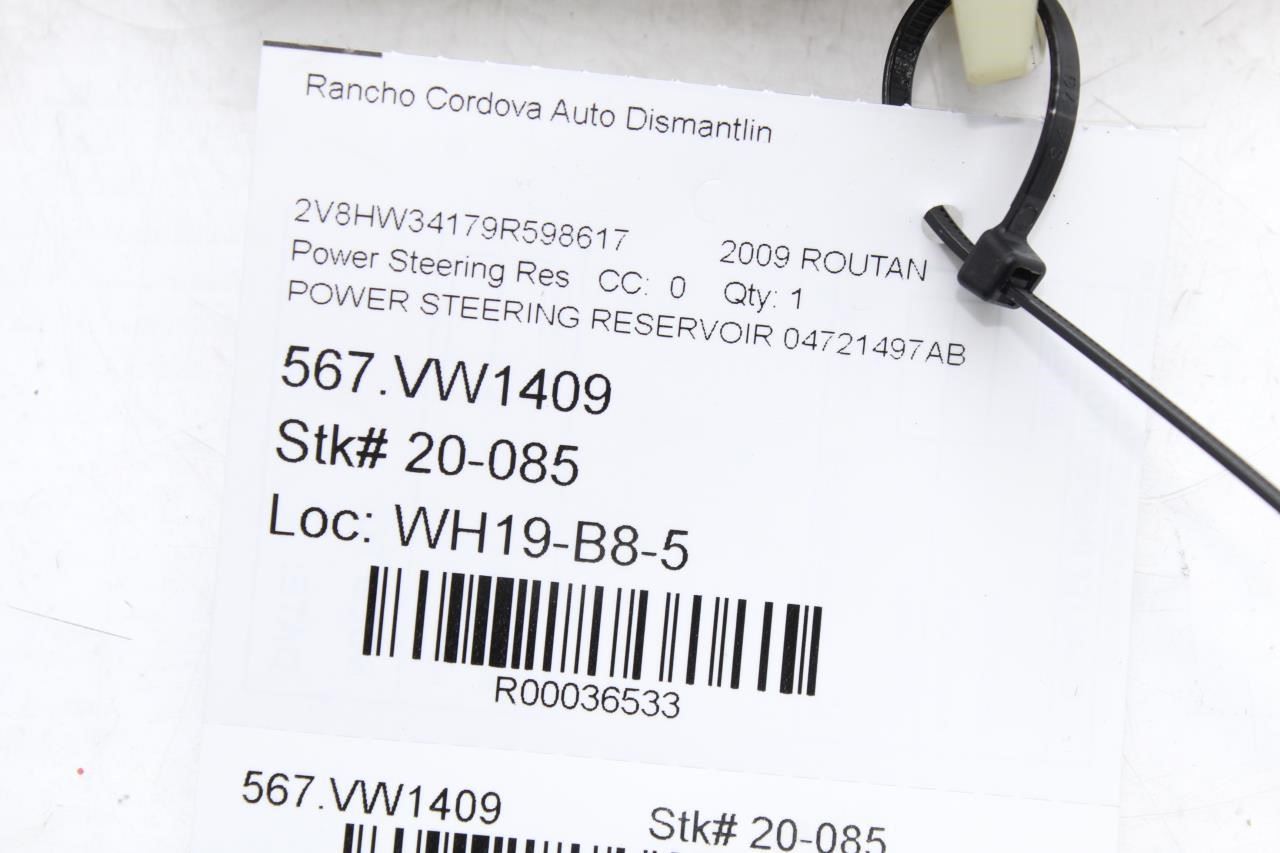 Rancho Cordova Auto Dismantlin
2V8HW34179R598617 2009 ROUTAN
Power Steering Res CC: 0 Qty: 1
POWER STEERING RESERVOIR 04721497AB
567.VW1409
Stk# 20-085
Loc: WH19-B8-5
R00036533
567.VW1409 Stk# 20-085